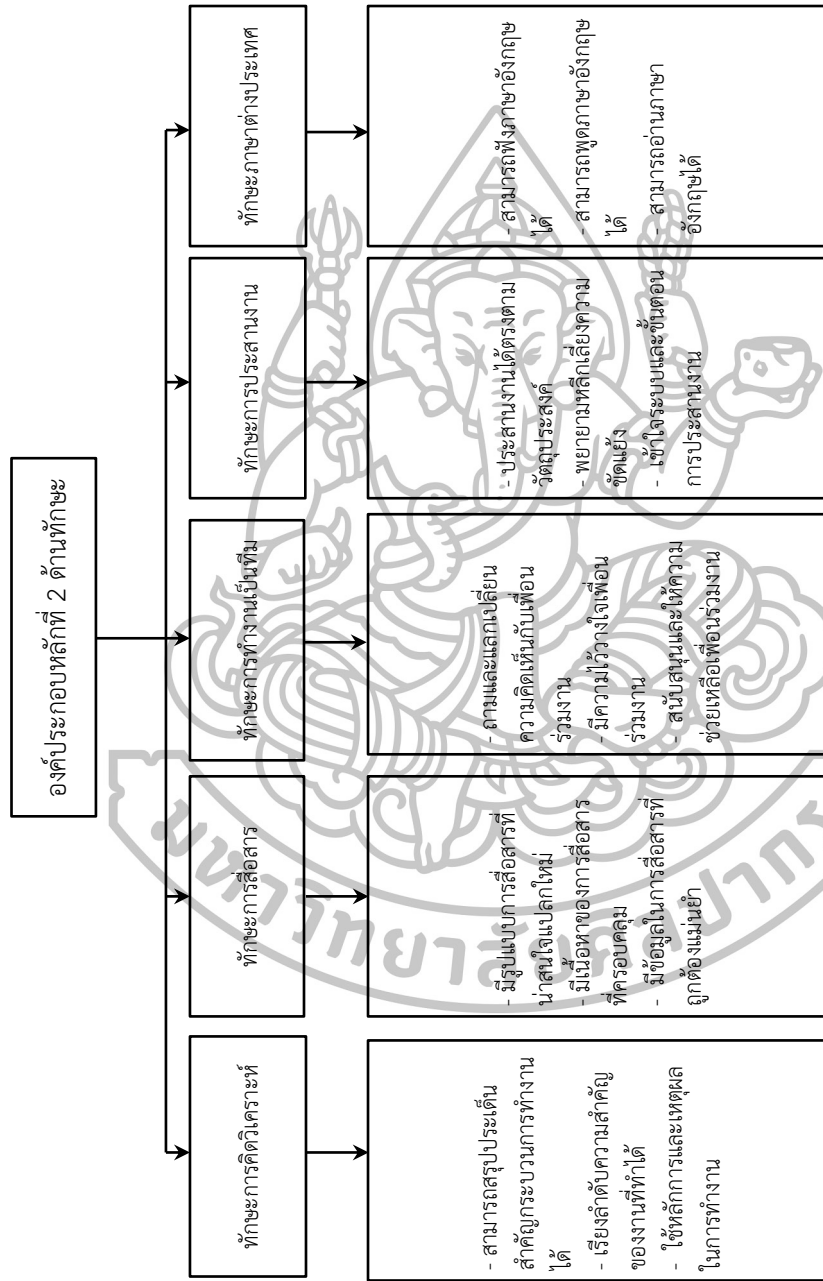 องค์ประกอบหลักที่ 2 ด้านทักษะ
ทักษะการคิดวิเคราะห์
- สามารถสรุปประเด็น
สำคัญกระบวนการทำงาน
ได้
- เรียงลำดับความสำคัญ
ของงานที่ทำได้
- ใช้หลักการและเหตุผล
ในการทำงาน
ทักษะการสื่อสาร
- มีรูปแบบการสื่อสารที่
น่าสนใจแปลกใหม่
- มีเนื้อหาของการสื่อสาร
ที่ครอบคลุม
- มีข้อมูลในการสื่อสารที่
ถูกต้องแม่นยำ
ทักษะการทำงานเป็นทีม
- ถามและแลกเปลี่ยน
ความคิดเห็นกับเพื่อน
ร่วมงาน
- มีความไว้วางใจเพื่อน
ร่วมงาน
- สนับสนุนและให้ความ
ช่วยเหลือเพื่อนร่วมงาน
ทักษะการประสานงาน
- ประสานงานได้ตรงตาม
วัตถุประสงค์
- พยายามหลีกเลี่ยงความ
ขัดแย้ง
- เข้าใจระบบและขั้นตอน
การประสานงาน
ทักษะภาษาต่างประเทศ
- สามารถฟังภาษาอังกฤษ
ได้
- สามารถพูดภาษาอังกฤษ
ได้
- สามารถอ่านภาษา
อังกฤษได้
มหาวิทยาลัยศิลปากร